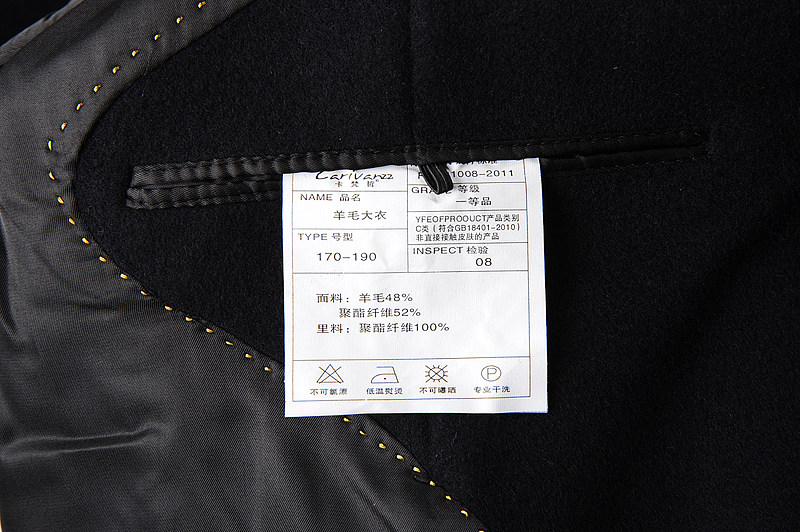 Carivanzz
卡梵哲
1008-2011
NAME 品名
羊毛大衣
等级
一等品
YFEOFPROOUCT产品类别
C类（符合GB18401-2010）
非直接接触皮肤的产品
TYPE 号型
170-190
INSPECT 检验
08
面料：羊毛48%
聚酯纤维52%
里料：聚酯纤维100%
不可氯漂
低温熨烫
不可曝晒
P
专业干洗